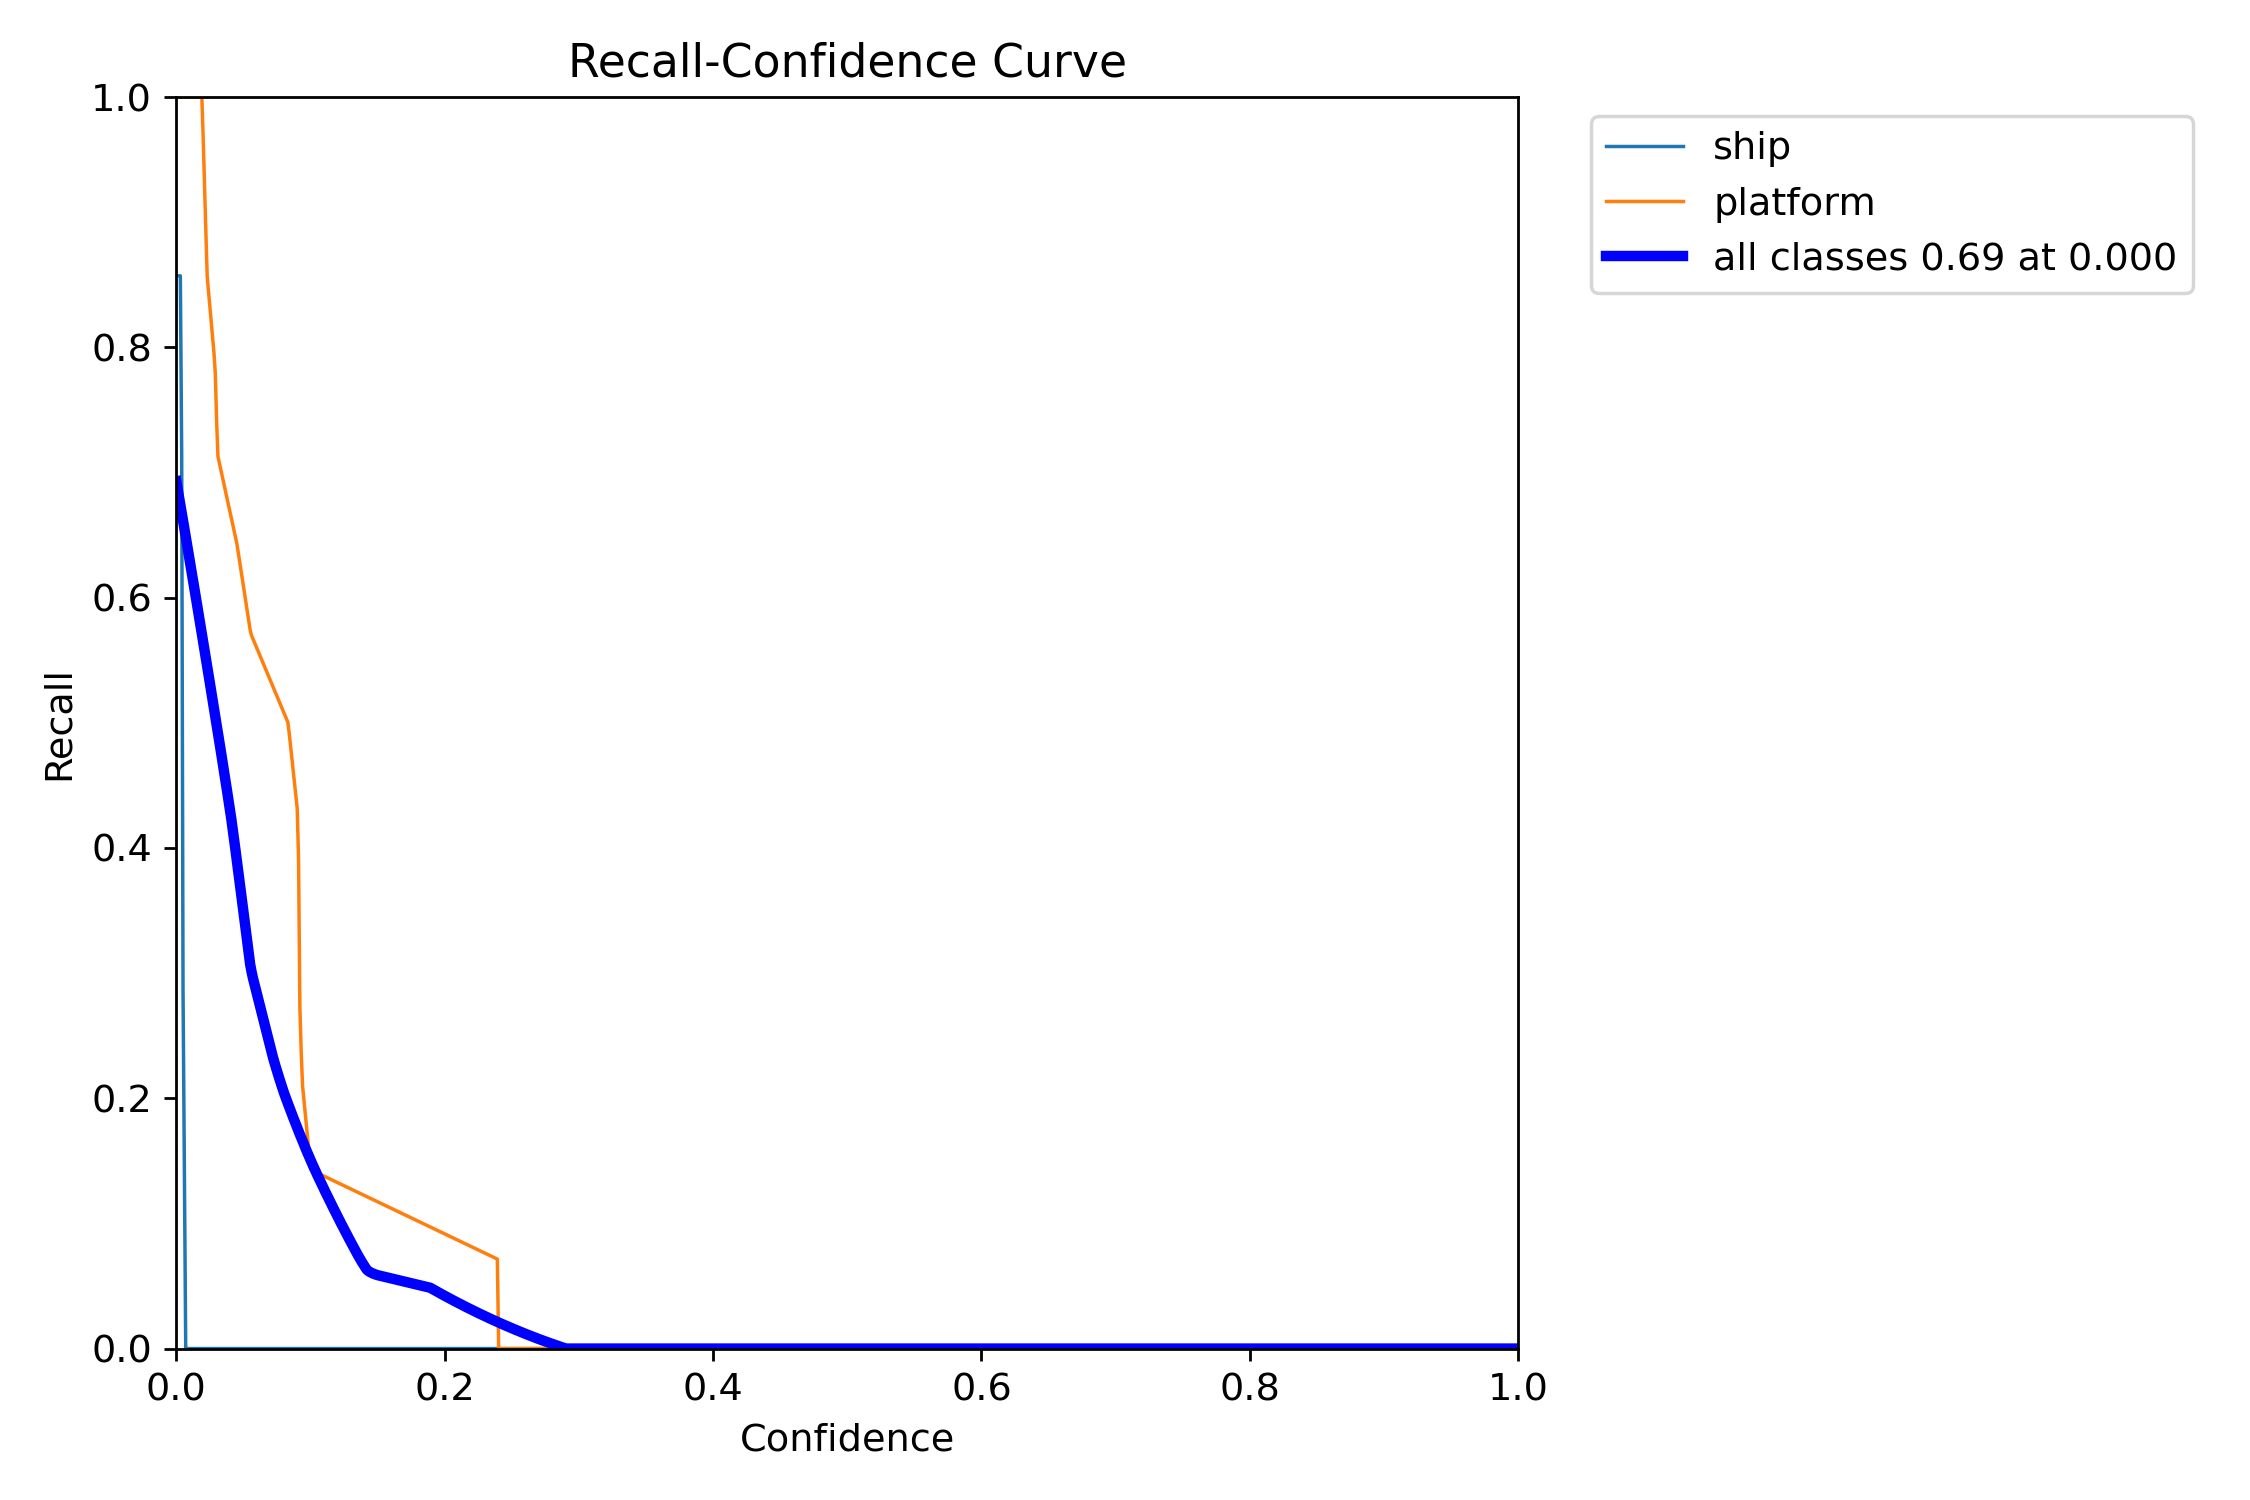 Recall-Confidence Curve
1.0
0.8
0.6
0.4
0.2
0.0
Recall
0.0 0.2 0.4 0.6 0.8 1.0
Confidence
ship
platform
all classes 0.69 at 0.000